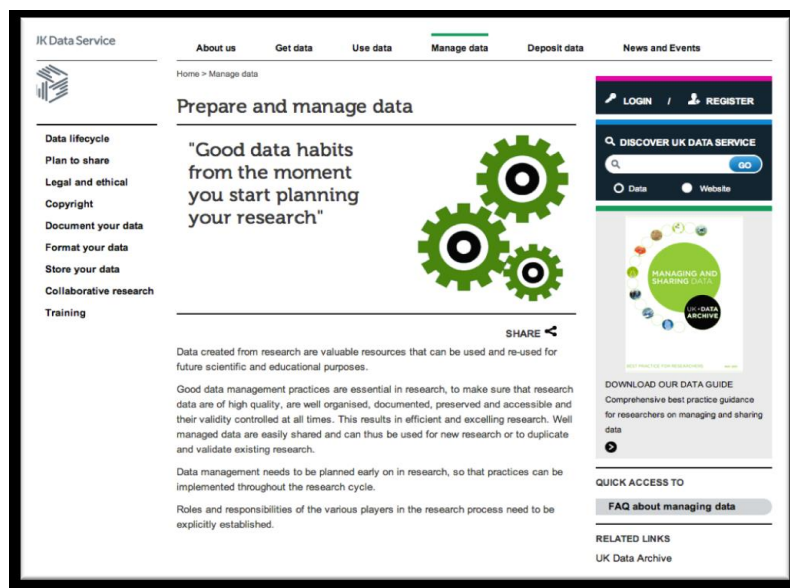 JK Data Service
About us
Get data
Use data
Manage data
Deposit data
News and Events
Home > Manage data
Prepare and manage data
Data lifecycle
Plan to share
Legal and ethical
Copyright
Document your data
Format your data
Store your data
Collaborative research
Training
"Good data habits
from the moment
you start planning
your research"
SHARE
Data created from research are valuable resources that can be used and re-used for
future scientific and educational purposes.
Good data management practices are essential in research, to make sure that research
data are of high quality, are well organised, documented, preserved and accessible and
their validity controlled at all times. This results in efficient and excelling research. Well
managed data are easily shared and can thus be used for new research or to duplicate
and validate existing research.
Data management needs to be planned early on in research, so that practices can be
implemented throughout the research cycle.
Roles and responsibilities of the various players in the research process need to be
explicitly established.
LOGIN / REGISTER
DISCOVER UK DATA SERVICE
GO
Data
Website
MANAGING AND
SHARING DATA
UK DATA
ARCHIVE
BEST PRACTICE FOR RESEARCHERS
DOWNLOAD OUR DATA GUIDE
Comprehensive best practice guidance
for researchers on managing and sharing
data
QUICK ACCESS TO
FAQ about managing data
RELATED LINKS
UK Data Archive